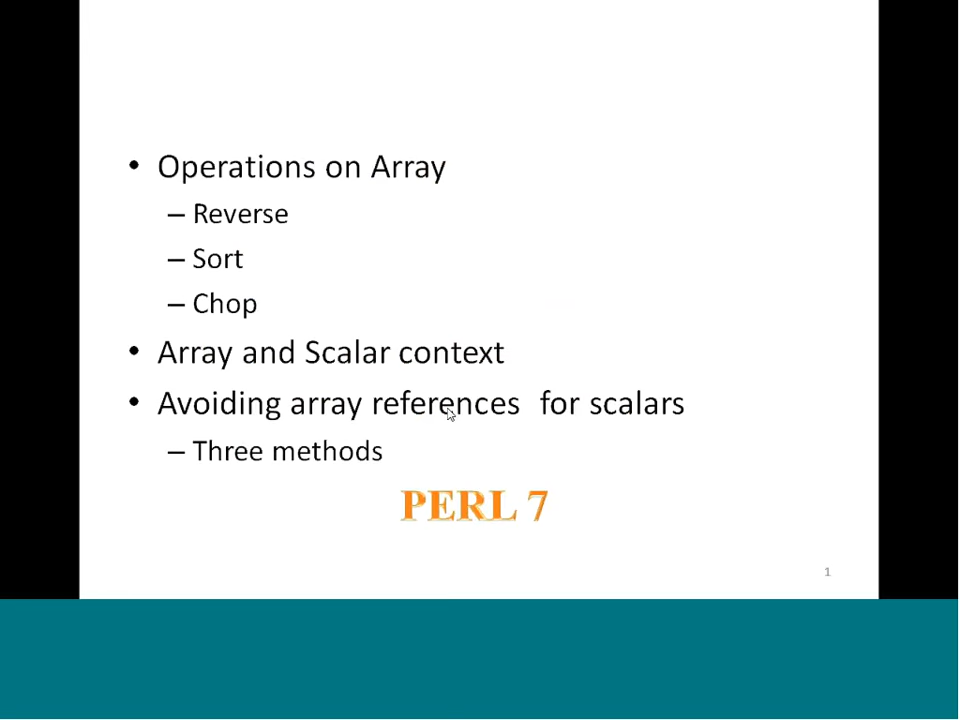 • Operations on Array
– Reverse
– Sort
– Chop
• Array and Scalar context
• Avoiding array references for scalars
– Three methods
PERL 7
1